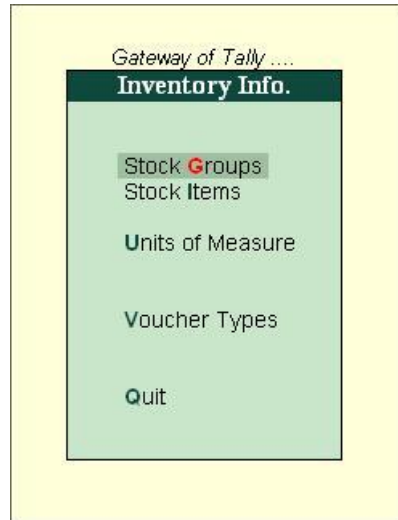 Gateway of Tally ....
Inventory Info.
Stock Groups
Stock Items
Units of Measure
Voucher Types
Quit